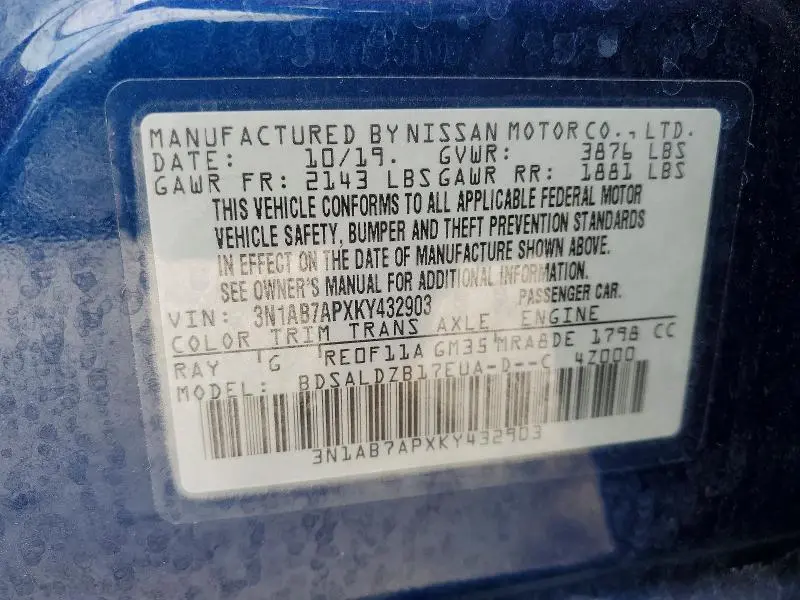 MANUFACTURED BY NISSAN MOTOR CO., LTD.
DATE: 10/19. GVWR: 3876 LBS
GAWR FR: 2143 LBS GAWR RR: 1881 LBS
THIS VEHICLE CONFORMS TO ALL APPLICABLE FEDERAL MOTOR
VEHICLE SAFETY, BUMPER AND THEFT PREVENTION STANDARDS
IN EFFECT ON THE DATE OF MANUFACTURE SHOWN ABOVE.
SEE OWNER'S MANUAL FOR ADDITIONAL INFORMATION.
VIN: 3N1AB7APXKY432903 PASSENGER CAR.
COLOR TRIM TRANS AXLE ENGINE
RAY G RE0F11A GM35 MRA8DE 1798 CC
MODEL: BDSALDZB17EUA-D--C 4Z000
3N1AB7APXKY432903